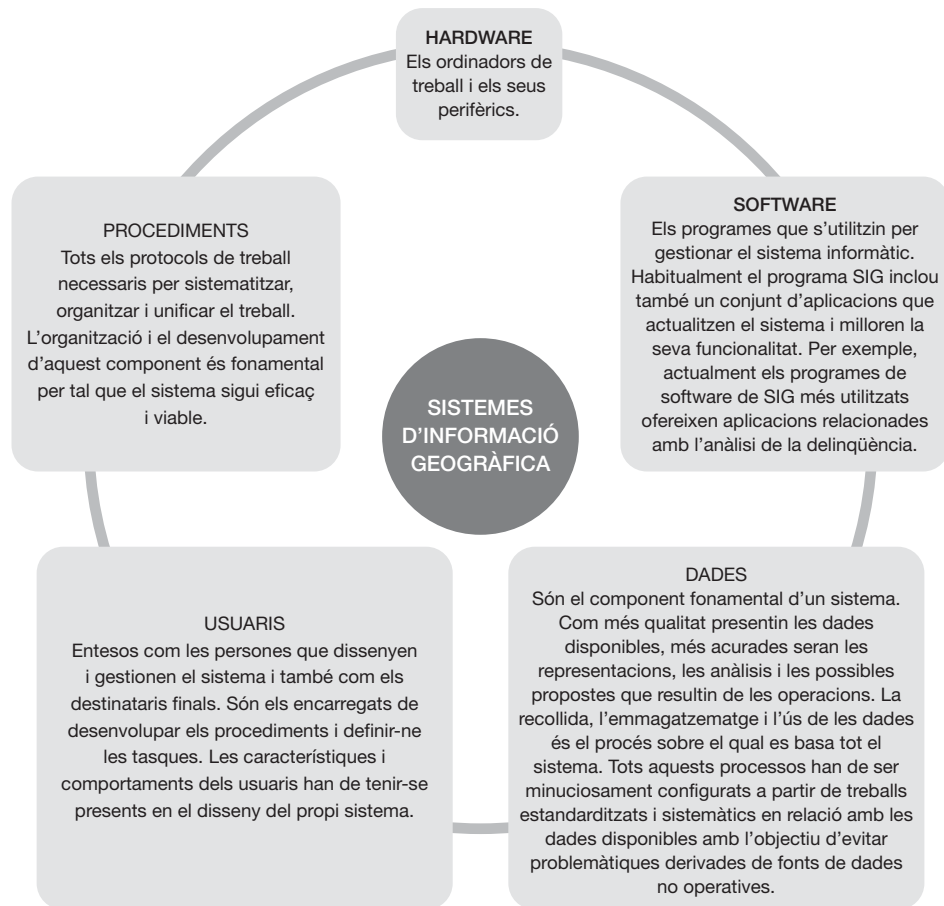 HARDWARE
Els ordinadors de
treball i els seus
perifèrics.
PROCEDIMENTS
Tots els protocols de treball
necessaris per sistematitzar,
organitzar i unificar el treball.
L’organització i el desenvolupament
d’aquest component és fonamental
per tal que el sistema sigui eficaç
i viable.
SOFTWARE
Els programes que s’utilitzin per
gestionar el sistema informàtic.
Habitualment el programa SIG inclou
també un conjunt d’aplicacions que
actualitzen el sistema i milloren la
seva funcionalitat. Per exemple,
actualment els programes de
software de SIG més utilitzats
ofereixen aplicacions relacionades
amb l’anàlisi de la delinqüència.
SISTEMES
D’INFORMACIÓ
GEOGRÀFICA
USUARIS
Entesos com les persones que dissenyen
i gestionen el sistema i també com els
destinataris finals. Són els encarregats de
desenvolupar els procediments i definir-ne
les tasques. Les característiques i
comportaments dels usuaris han de tenir-se
presents en el disseny del propi sistema.
DADES
Són el component fonamental d’un sistema.
Com més qualitat presentin les dades
disponibles, més acurades seran les
representacions, les anàlisis i les possibles
propostes que resultin de les operacions. La
recollida, l’emmagatzematge i l’ús de les dades
és el procés sobre el qual es basa tot el
sistema. Tots aquests processos han de ser
minuciosament configurats a partir de treballs
estandarditzats i sistemàtics en relació amb les
dades disponibles amb l’objectiu d’evitar
problemàtiques derivades de fonts de dades
no operatives.